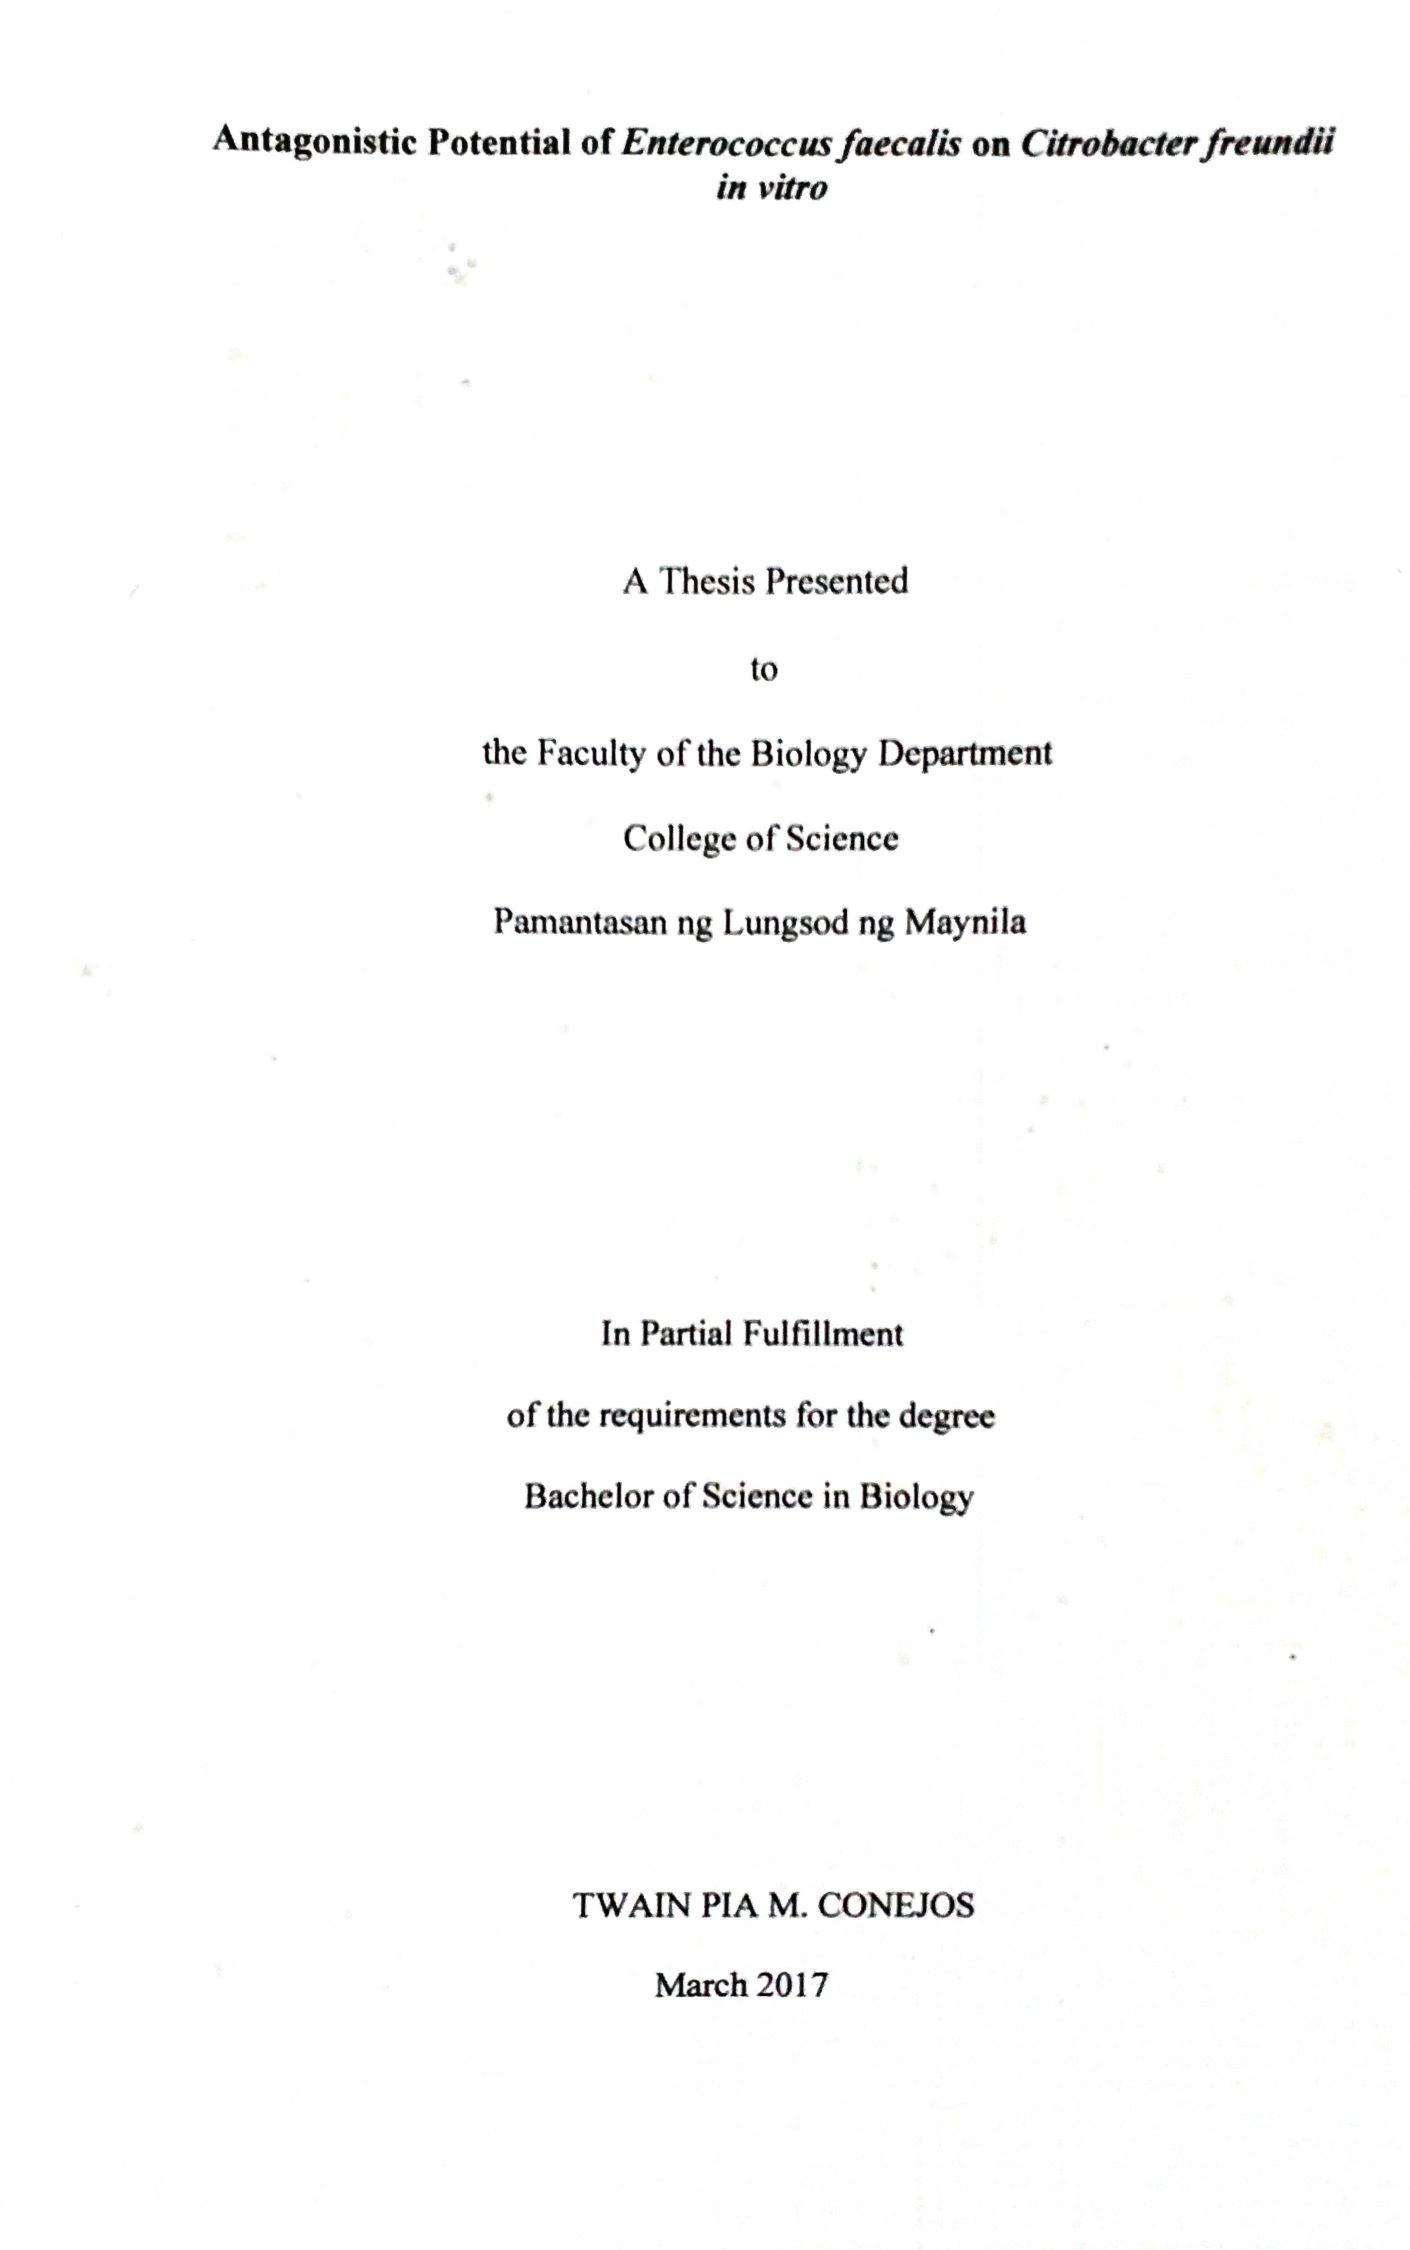 Antagonistic Potential of Enterococcus faecalis on Citrobacter freundii
in vitro
A Thesis Presented
to
the Faculty of the Biology Department
College of Science
Pamantasan ng Lungsod ng Maynila
In Partial Fulfillment
of the requirements for the degree
Bachelor of Science in Biology
TWAIN PIA M. CONEJOS
March 2017